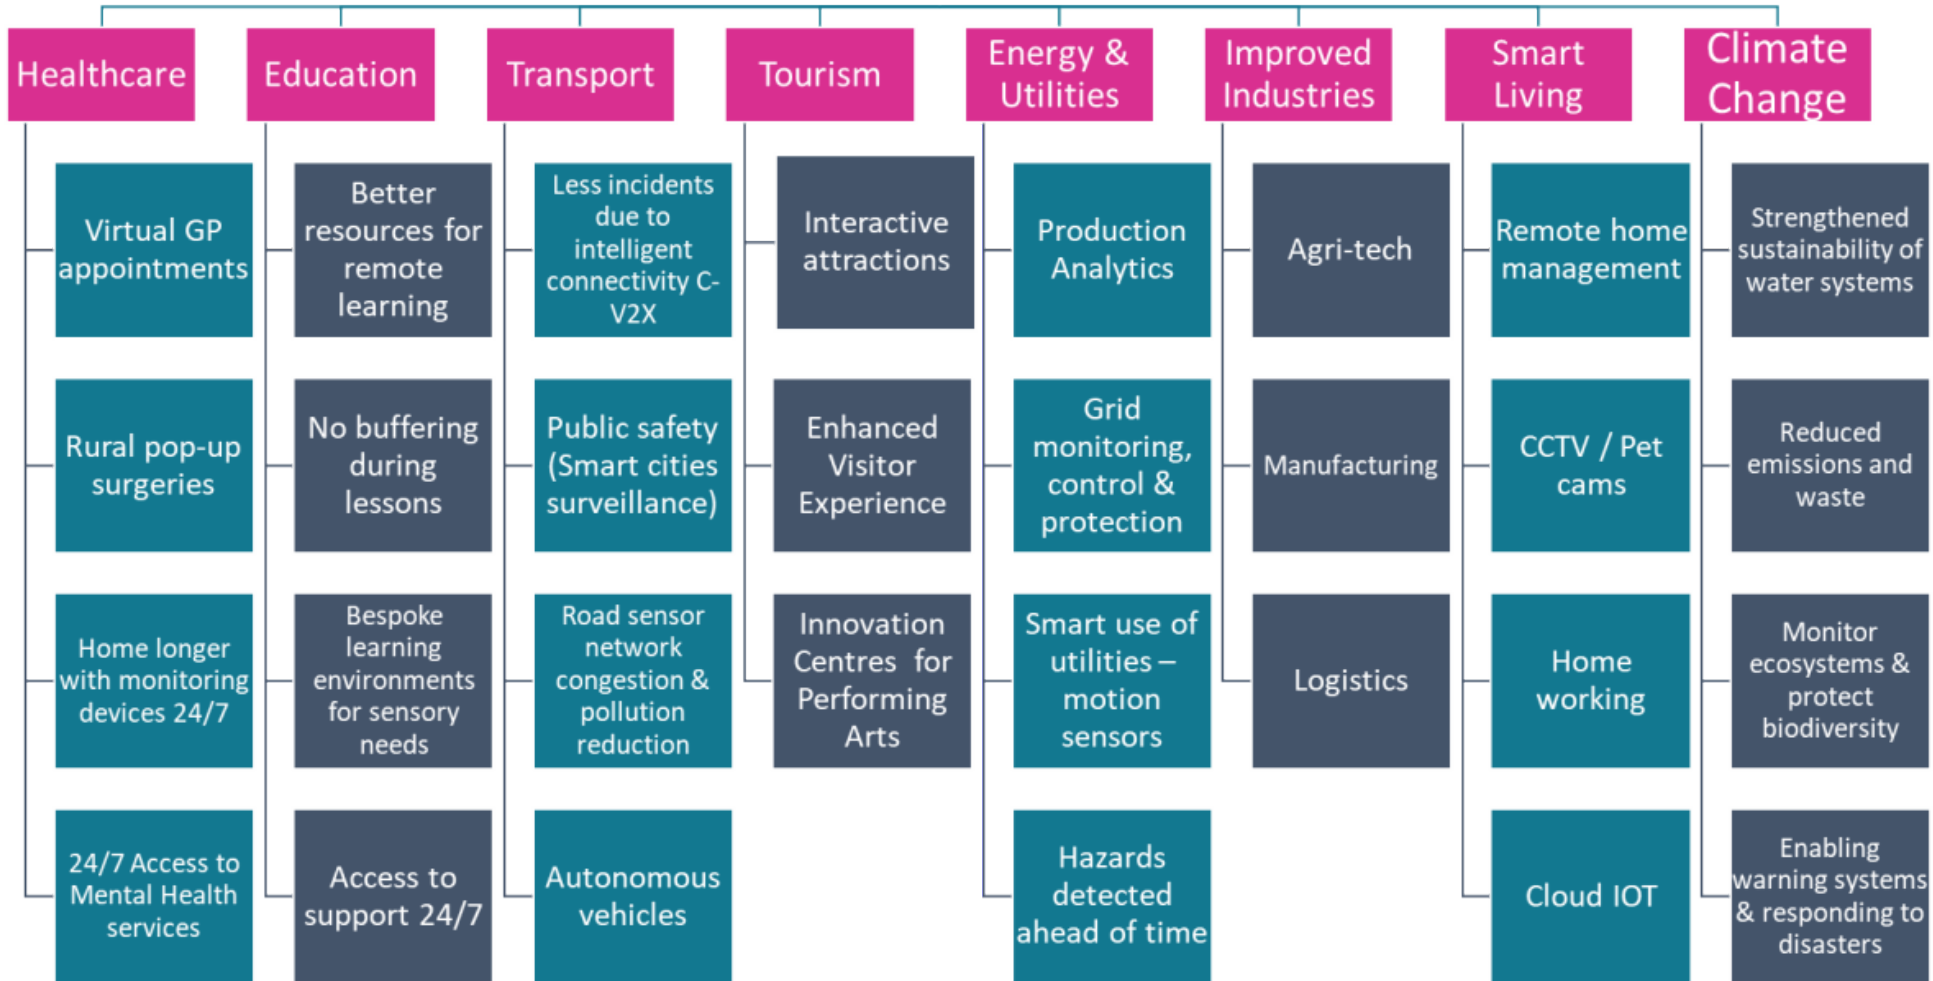 Healthcare
Virtual GP
appointments
Rural pop-up
surgeries
Home longer
with monitoring
devices 24/7
24/7 Access to
Mental Health
services
Education
Better
resources for
remote
learning
No buffering
during
lessons
Bespoke
learning
environments
for sensory
needs
Access to
support 24/7
Transport
Less incidents
due to
intelligent
connectivity C-
V2X
Public safety
(Smart cities
surveillance)
Road sensor
network
congestion &
pollution
reduction
Autonomous
vehicles
Tourism
Interactive
attractions
Enhanced
Visitor
Experience
Innovation
Centres for
Performing
Arts
Energy &
Utilities
Production
Analytics
Grid
monitoring,
control &
protection
Smart use of
utilities –
motion
sensors
Hazards
detected
ahead of time
Improved
Industries
Agri-tech
Manufacturing
Logistics
Smart
Living
Remote home
management
CCTV / Pet
cams
Home
working
Cloud IOT
Climate
Change
Strengthened
sustainability of
water systems
Reduced
emissions and
waste
Monitor
ecosystems &
protect
biodiversity
Enabling
warning systems
& responding to
disasters